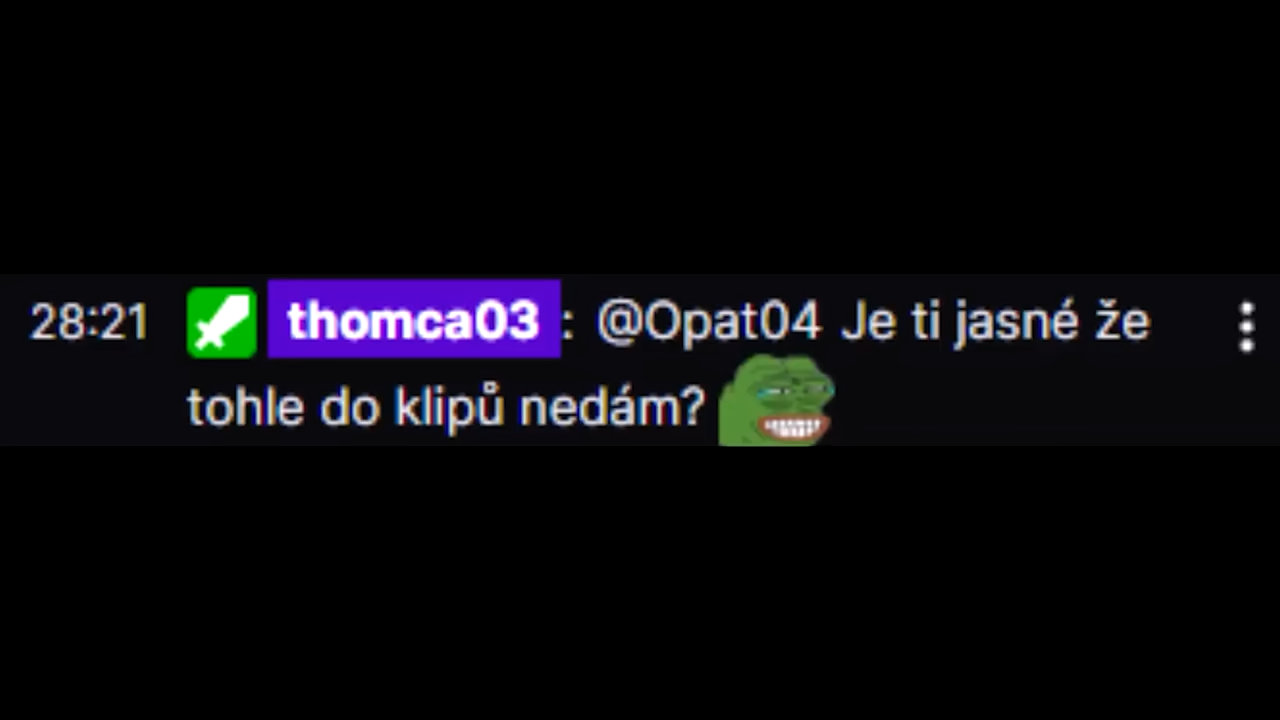 28:21 thomca03: @Opat04 Je ti jasné že
tohle do klipů nedám?